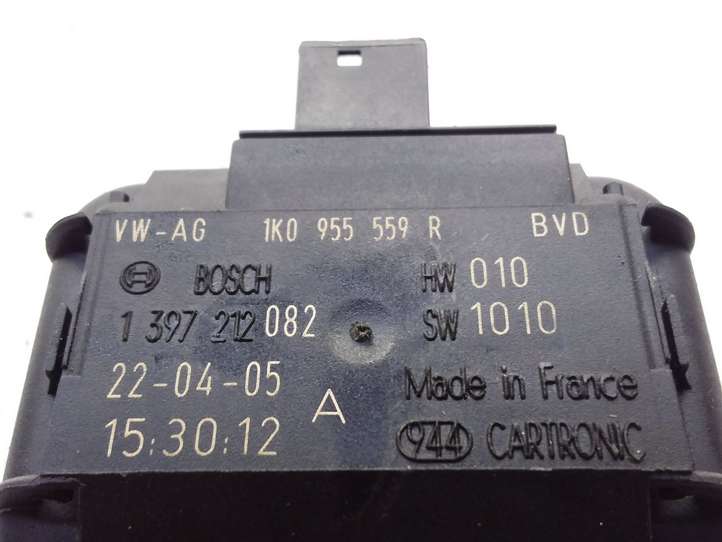 VW-AG 1K0 955 559 R BVD
BOSCH HW 010
1 397 212 082 SW 1010
22-04-05 A Made in France
15:30:12 944 CARTRONIC